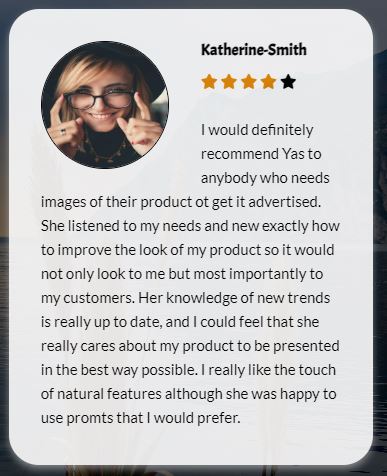 Katherine-Smith
I would definitely
recommend Yas to
anybody who needs
images of their product ot get it advertised.
She listened to my needs and new exactly how
to improve the look of my product so it would
not only look to me but most importantly to
my customers. Her knowledge of new trends
is really up to date, and I could feel that she
really cares about my product to be presented
in the best way possible. I really like the touch
of natural features although she was happy to
use promts that I would prefer.